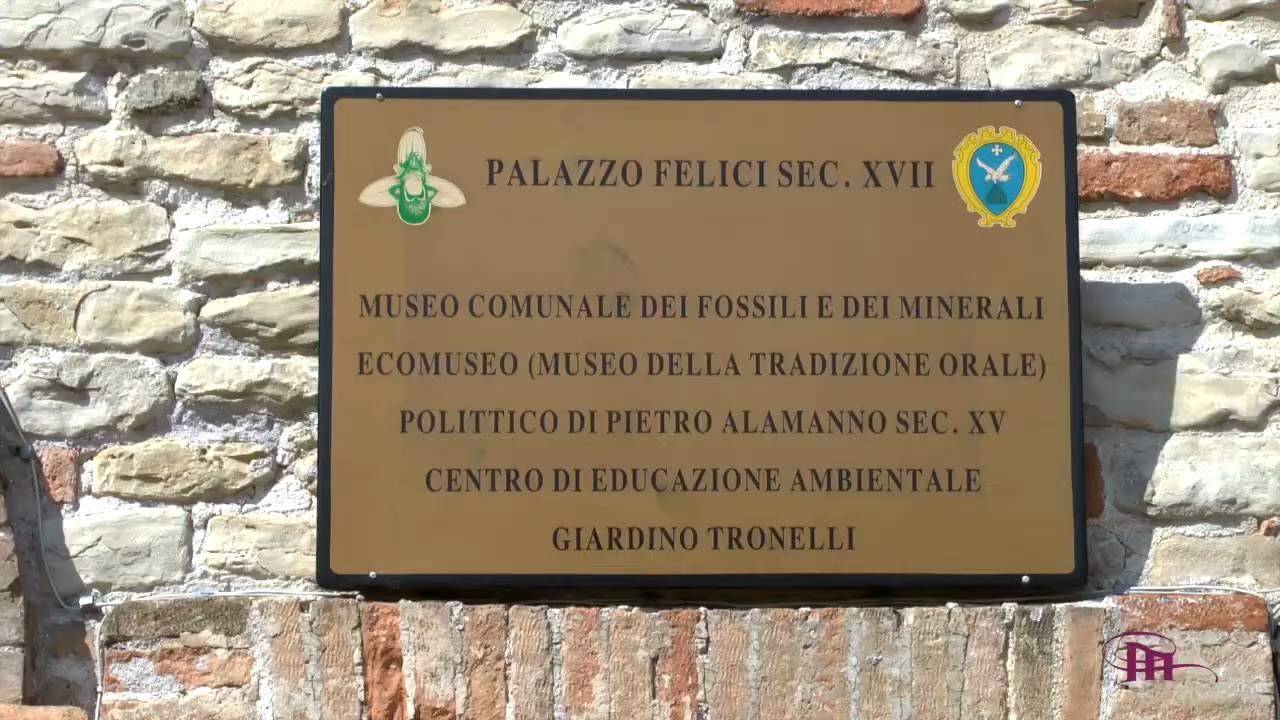 PALAZZO FELICI SEC. XVII
MUSEO COMUNALE DEI FOSSILI E DEI MINERALI
ECOMUSEO (MUSEO DELLA TRADIZIONE ORALE)
POLITTICO DI PIETRO ALAMANNO SEC. XV
CENTRO DI EDUCAZIONE AMBIENTALE
GIARDINO TRONELLI
m